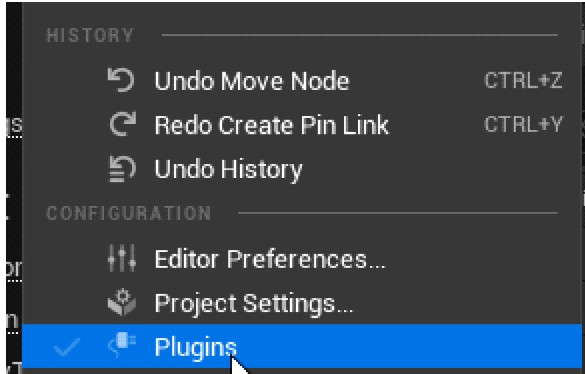 HISTORY
Undo Move Node CTRL+Z
Redo Create Pin Link CTRL+Y
Undo History
CONFIGURATION
Editor Preferences...
Project Settings...
Plugins